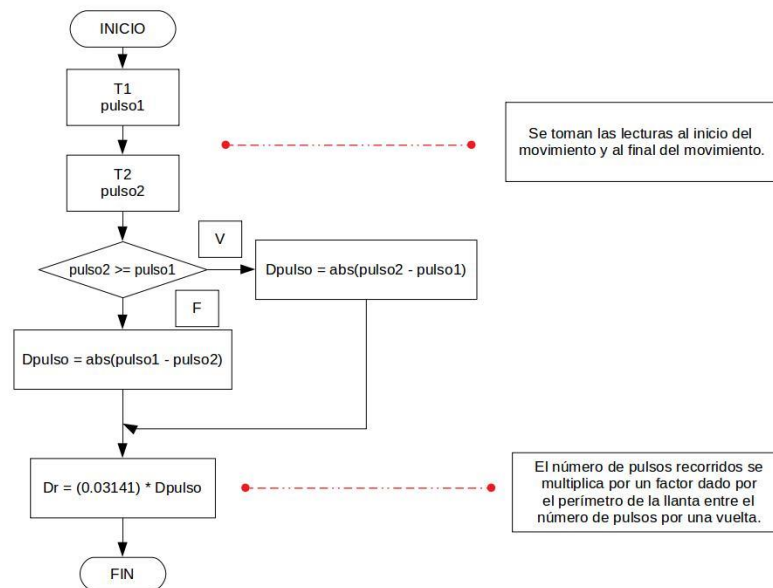 INICIO
T1
pulso1
Se toman las lecturas al inicio del
movimiento y al final del movimiento.
T2
pulso2
V
pulso2 >= pulso1
Dpulso = abs(pulso2 - pulso1)
F
Dpulso = abs(pulso1 - pulso2)
Dr = (0.03141) * Dpulso
El número de pulsos recorridos se
multiplica por un factor dado por
el perímetro de la llanta entre el
número de pulsos por una vuelta.
FIN